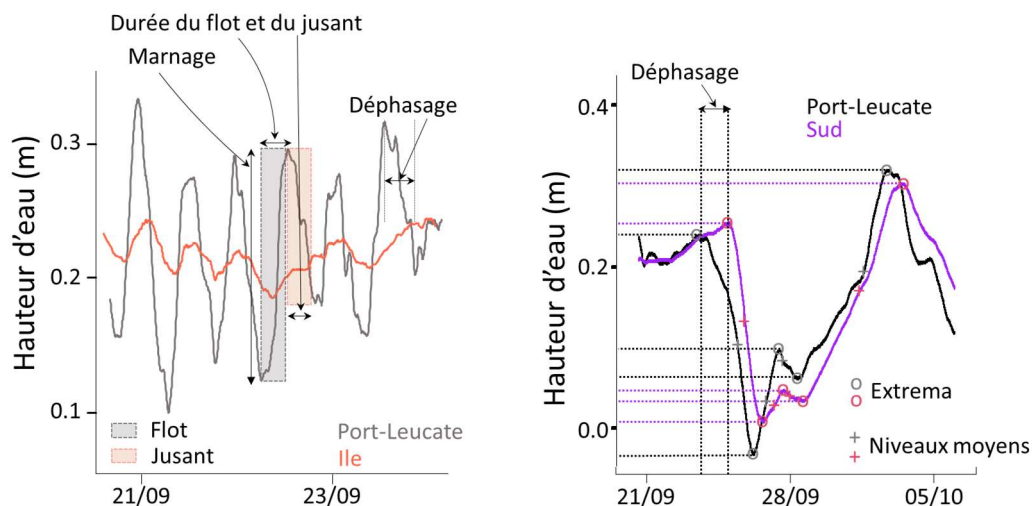 Durée du flot et du jusant
Marnage
Déphasage
Hauteur d'eau (m)
0.3
0.2
0.1
Flot
Jusant
Port-Leucate
Ile
21/09
23/09
Déphasage
Port-Leucate
Sud
Hauteur d'eau (m)
0.4
0.2
0.0
Extrema
Niveaux moyens
21/09
28/09
05/10